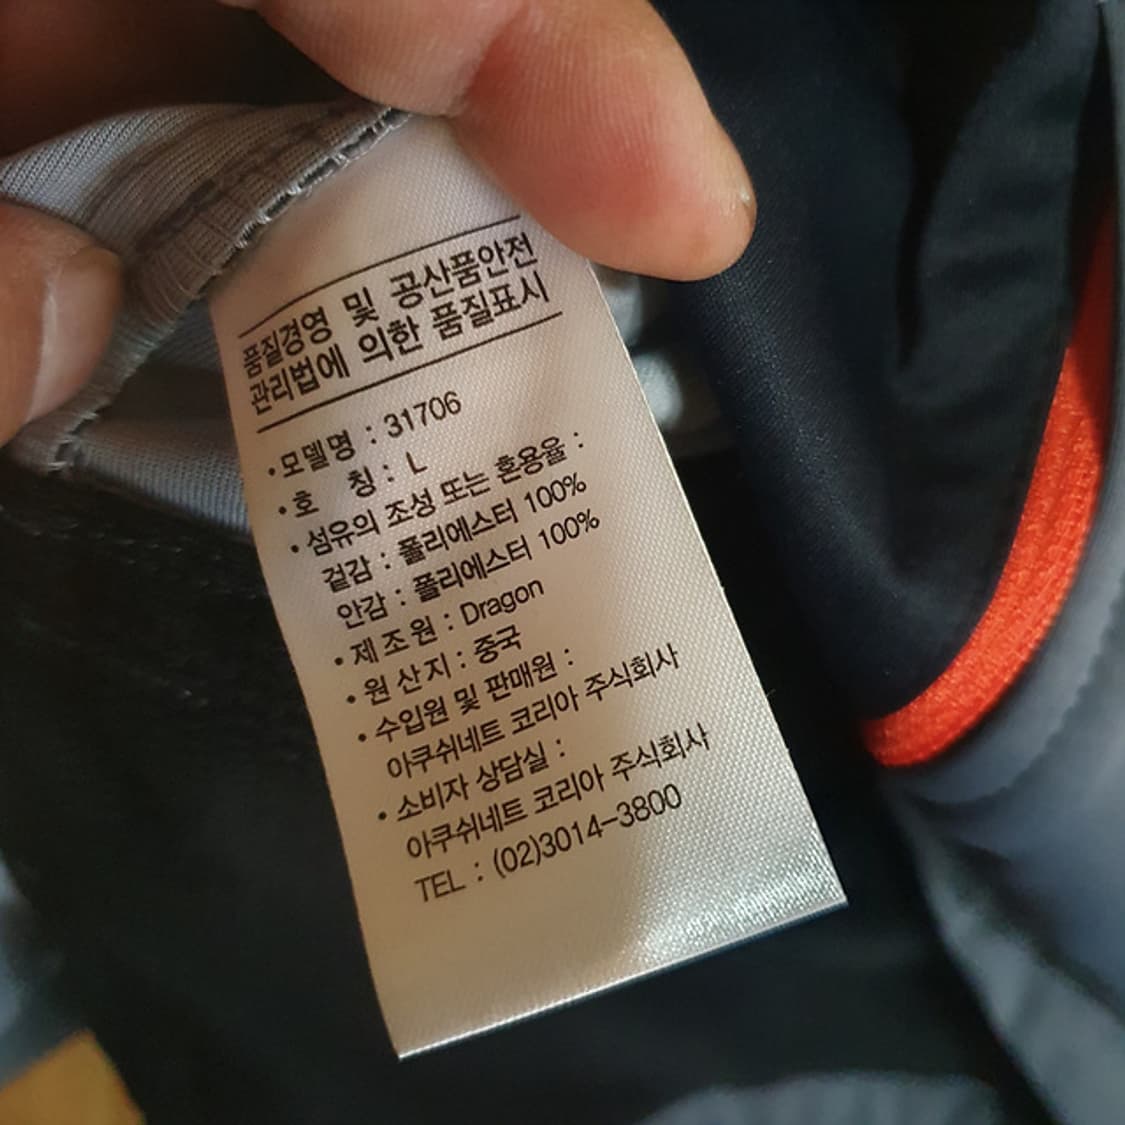 품질경영 및 공산품안전
관리법에 의한 품질표시
• 모델명 : 31706
• 호 칭 : L
• 섬유의 조성 또는 혼용율 :
겉감 : 폴리에스터 100%
안감 : 폴리에스터 100%
• 제조원 : Dragon
• 원산지 : 중국
• 수입원 및 판매원 :
아쿠쉬네트 코리아 주식회사
• 소비자 상담실 :
아쿠쉬네트 코리아 주식회사
TEL : (02)3014-3800